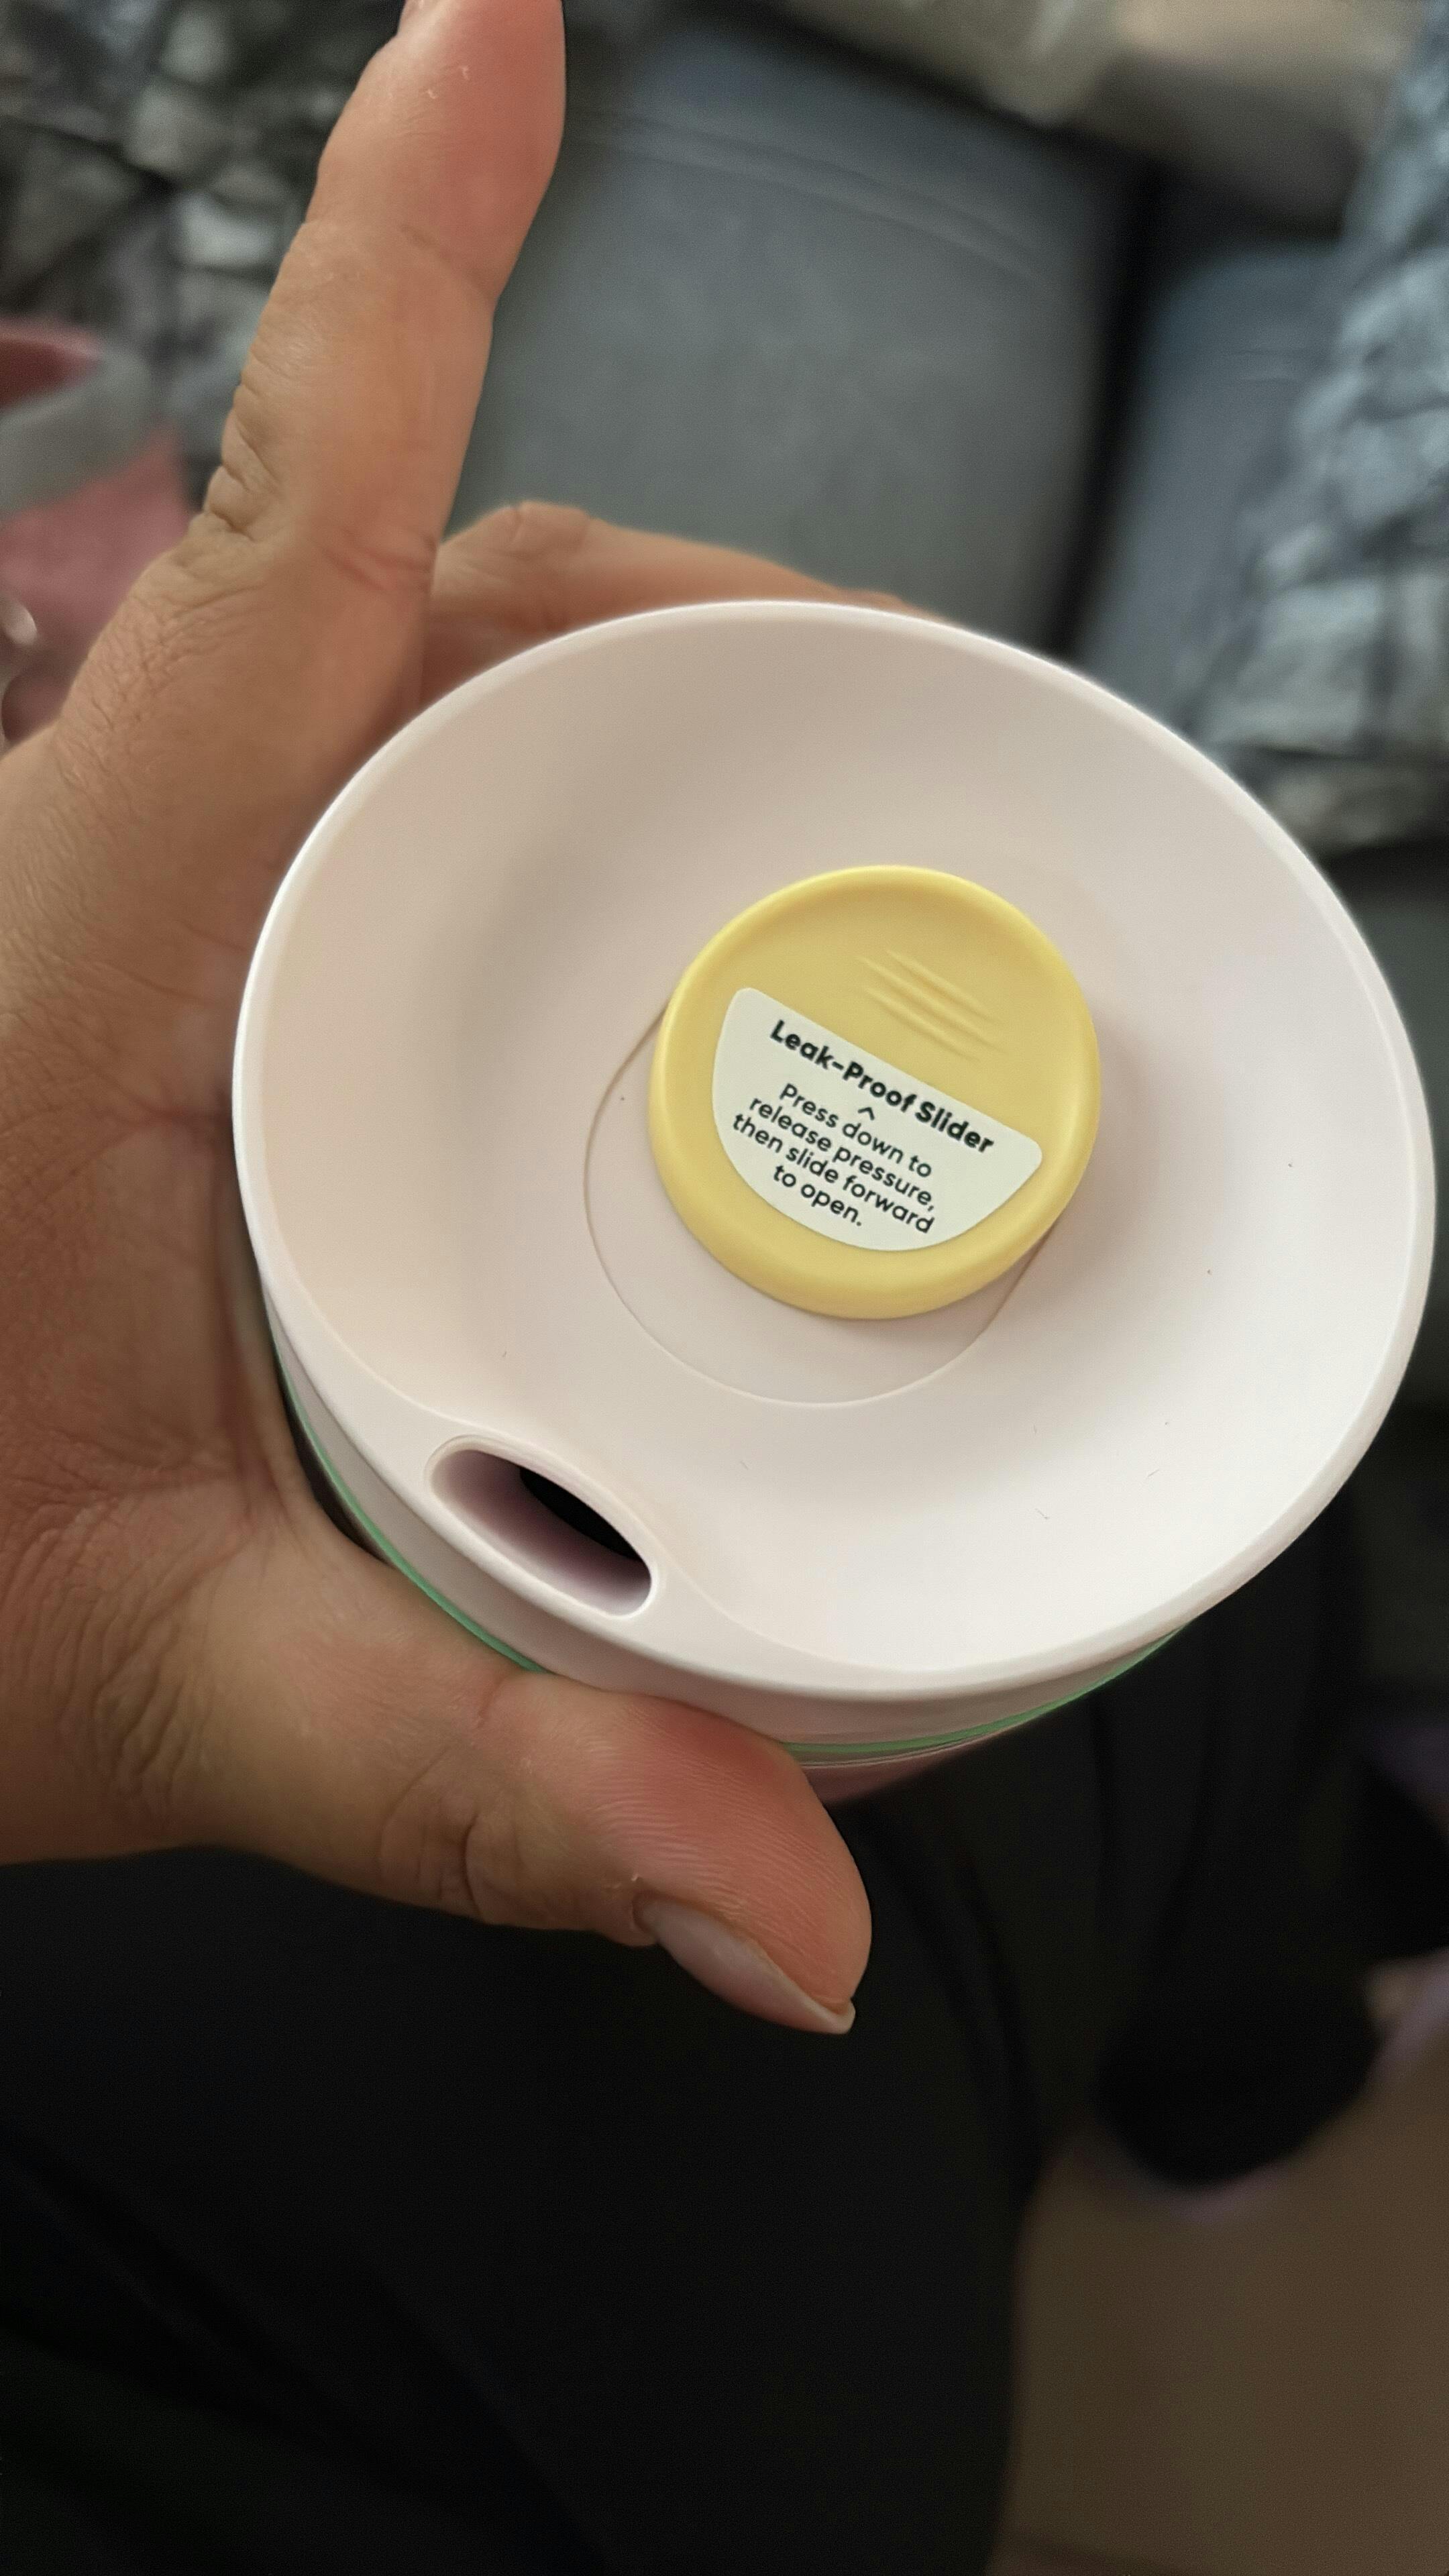 Leak-Proof Slider
^
Press down to
release pressure,
then slide forward
to open.